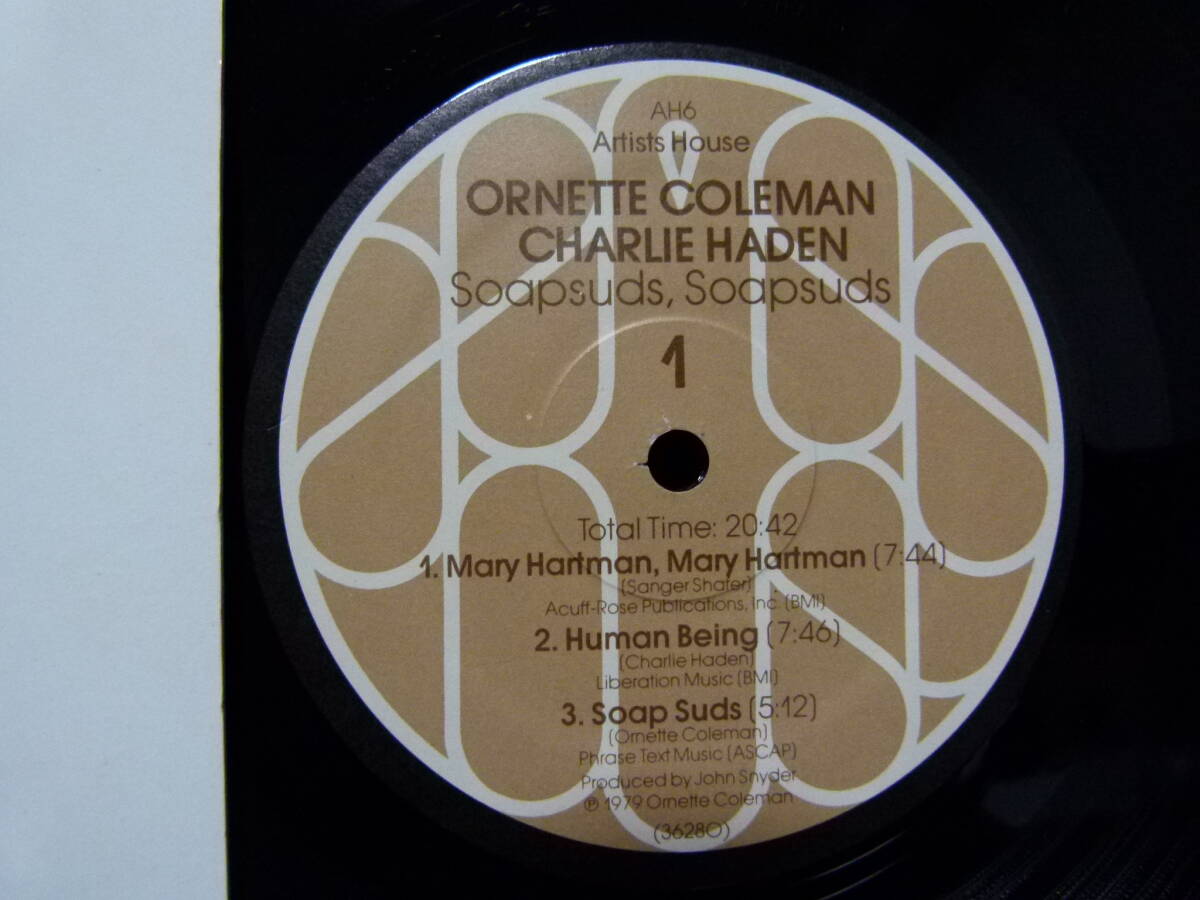 AH6
Artists House
ORNETTE COLEMAN
CHARLIE HADEN
Soapsuds, Soapsuds
1
Total Time: 20:42
1. Mary Hartman, Mary Hartman (7:44)
(Sanger Shafer)
Acuff-Rose Publications, Inc. (BMI)
2. Human Being (7:46)
(Charlie Haden)
Liberation Music (BMI)
3. Soap Suds (5:12)
(Ornette Coleman)
Phrase Text Music (ASCAP)
Produced by John Snyder
℗ 1979 Ornette Coleman
(36280)